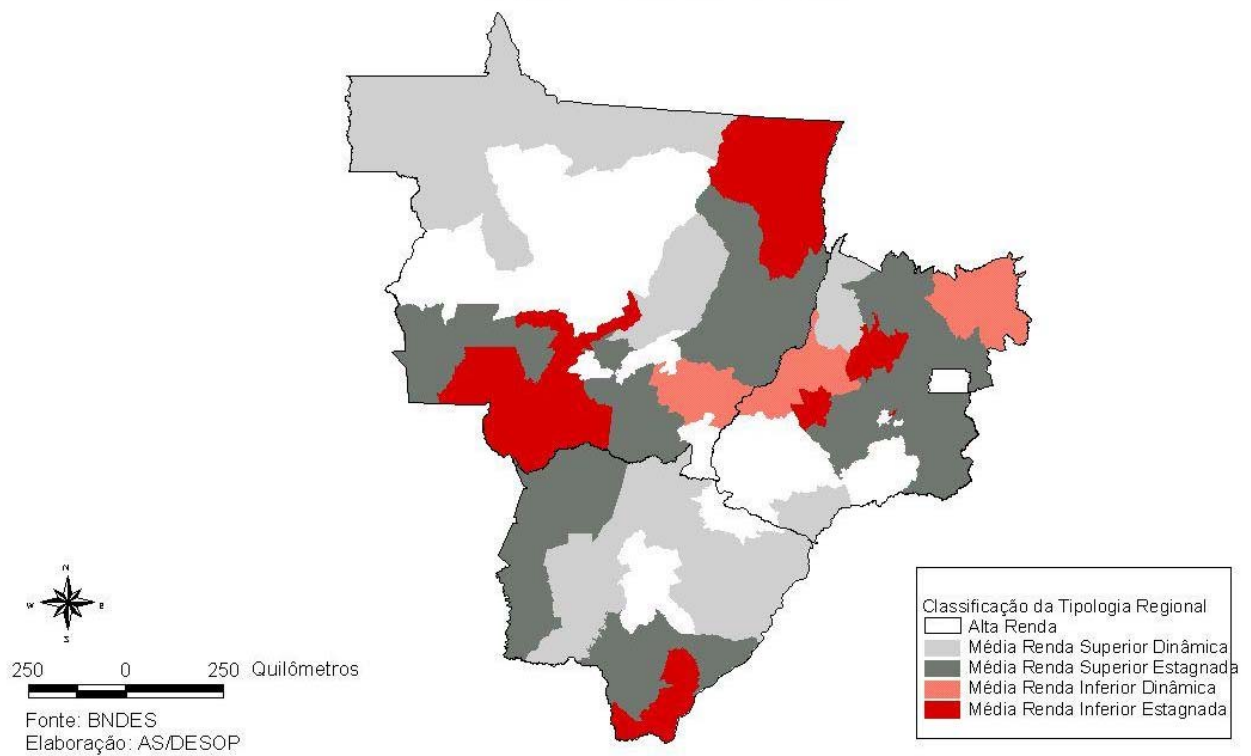 N
W
E
S
250 0 250 Quilômetros
Fonte: BNDES
Elaboração: AS/DESOP
Classificação da Tipologia Regional
Alta Renda
Média Renda Superior Dinâmica
Média Renda Superior Estagnada
Média Renda Inferior Dinâmica
Média Renda Inferior Estagnada